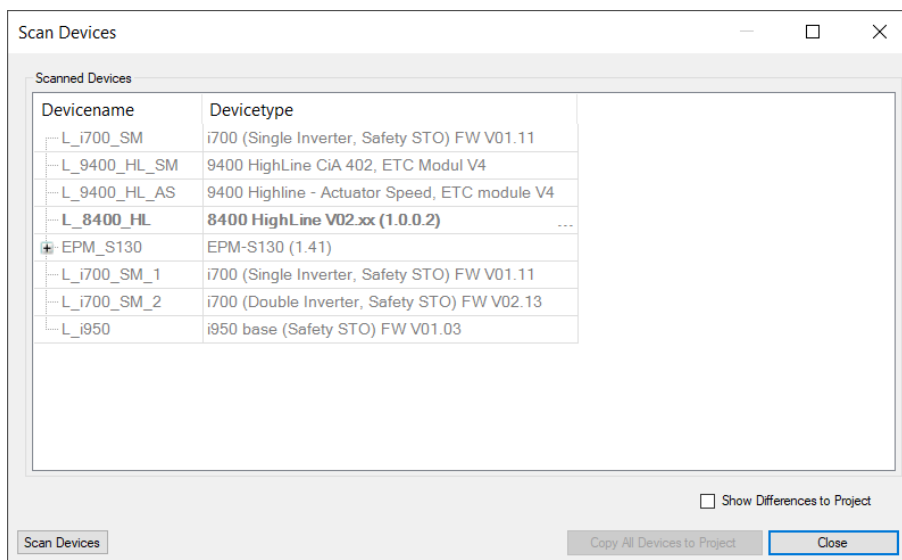 Scan Devices
Scanned Devices
Devicename Devicetype
L_i700_SM i700 (Single Inverter, Safety STO) FW V01.11
L_9400_HL_SM 9400 HighLine CiA 402, ETC Modul V4
L_9400_HL_AS 9400 Highline - Actuator Speed, ETC module V4
L_8400_HL 8400 HighLine V02.xx (1.0.0.2) ...
EPM_S130 EPM-S130 (1.41)
L_i700_SM_1 i700 (Single Inverter, Safety STO) FW V01.11
L_i700_SM_2 i700 (Double Inverter, Safety STO) FW V02.13
L_i950 i950 base (Safety STO) FW V01.03
Show Differences to Project
Scan Devices Copy All Devices to Project Close